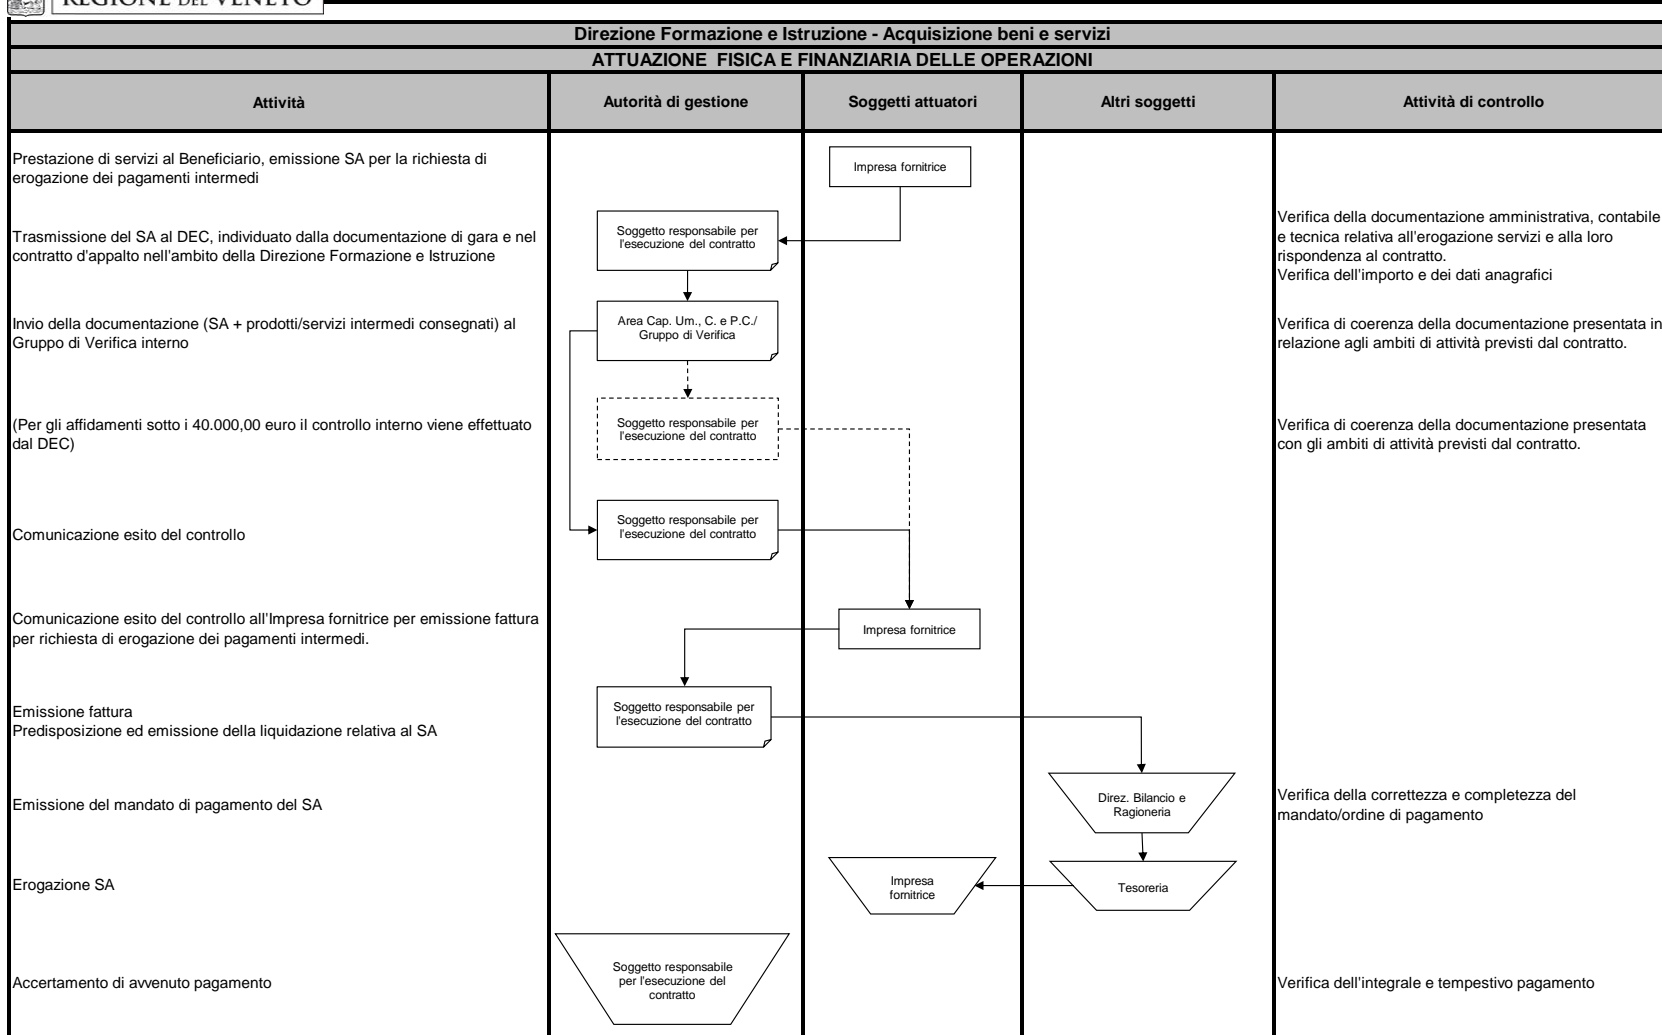 REGIONE DEL VENETO
Direzione Formazione e Istruzione - Acquisizione beni e servizi
ATTUAZIONE FISICA E FINANZIARIA DELLE OPERAZIONI
Attività
Autorità di gestione
Soggetti attuatori
Altri soggetti
Attività di controllo
Prestazione di servizi al Beneficiario, emissione SA per la richiesta di
erogazione dei pagamenti intermedi
Impresa fornitrice
Trasmissione del SA al DEC, individuato dalla documentazione di gara e nel
contratto d'appalto nell'ambito della Direzione Formazione e Istruzione
Soggetto responsabile per
l'esecuzione del contratto
Verifica della documentazione amministrativa, contabile
e tecnica relativa all'erogazione servizi e alla loro
rispondenza al contratto.
Verifica dell'importo e dei dati anagrafici
Invio della documentazione (SA + prodotti/servizi intermedi consegnati) al
Gruppo di Verifica interno
Area Cap. Um., C. e P.C./
Gruppo di Verifica
Verifica di coerenza della documentazione presentata in
relazione agli ambiti di attività previsti dal contratto.
(Per gli affidamenti sotto i 40.000,00 euro il controllo interno viene effettuato
dal DEC)
Soggetto responsabile per
l'esecuzione del contratto
Verifica di coerenza della documentazione presentata
con gli ambiti di attività previsti dal contratto.
Comunicazione esito del controllo
Soggetto responsabile per
l'esecuzione del contratto
Comunicazione esito del controllo all'Impresa fornitrice per emissione fattura
per richiesta di erogazione dei pagamenti intermedi.
Impresa fornitrice
Emissione fattura
Predisposizione ed emissione della liquidazione relativa al SA
Soggetto responsabile per
l'esecuzione del contratto
Emissione del mandato di pagamento del SA
Direz. Bilancio e
Ragioneria
Verifica della correttezza e completezza del
mandato/ordine di pagamento
Erogazione SA
Impresa
fornitrice
Tesoreria
Accertamento di avvenuto pagamento
Soggetto responsabile
per l'esecuzione del
contratto
Verifica dell'integrale e tempestivo pagamento